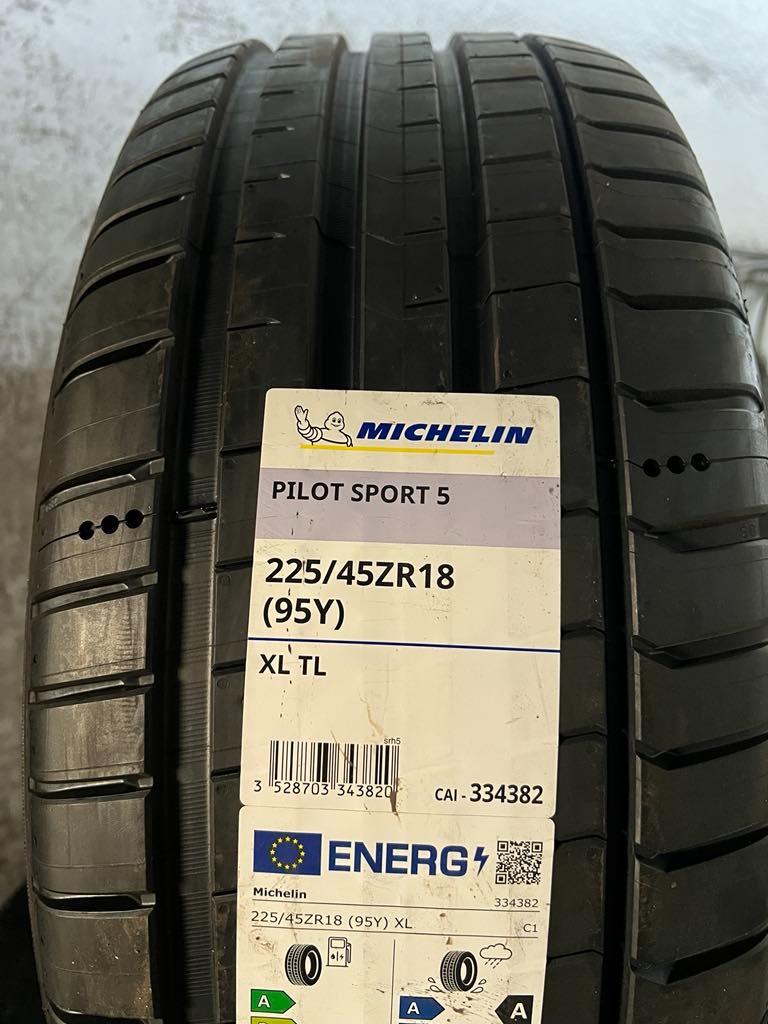 MICHELIN
PILOT SPORT 5
225/45ZR18
(95Y)
XL TL
srh5
3 528703 343820
CAI - 334382
ENERG
Michelin
334382
225/45ZR18 (95Y) XL
C1
A
A
A